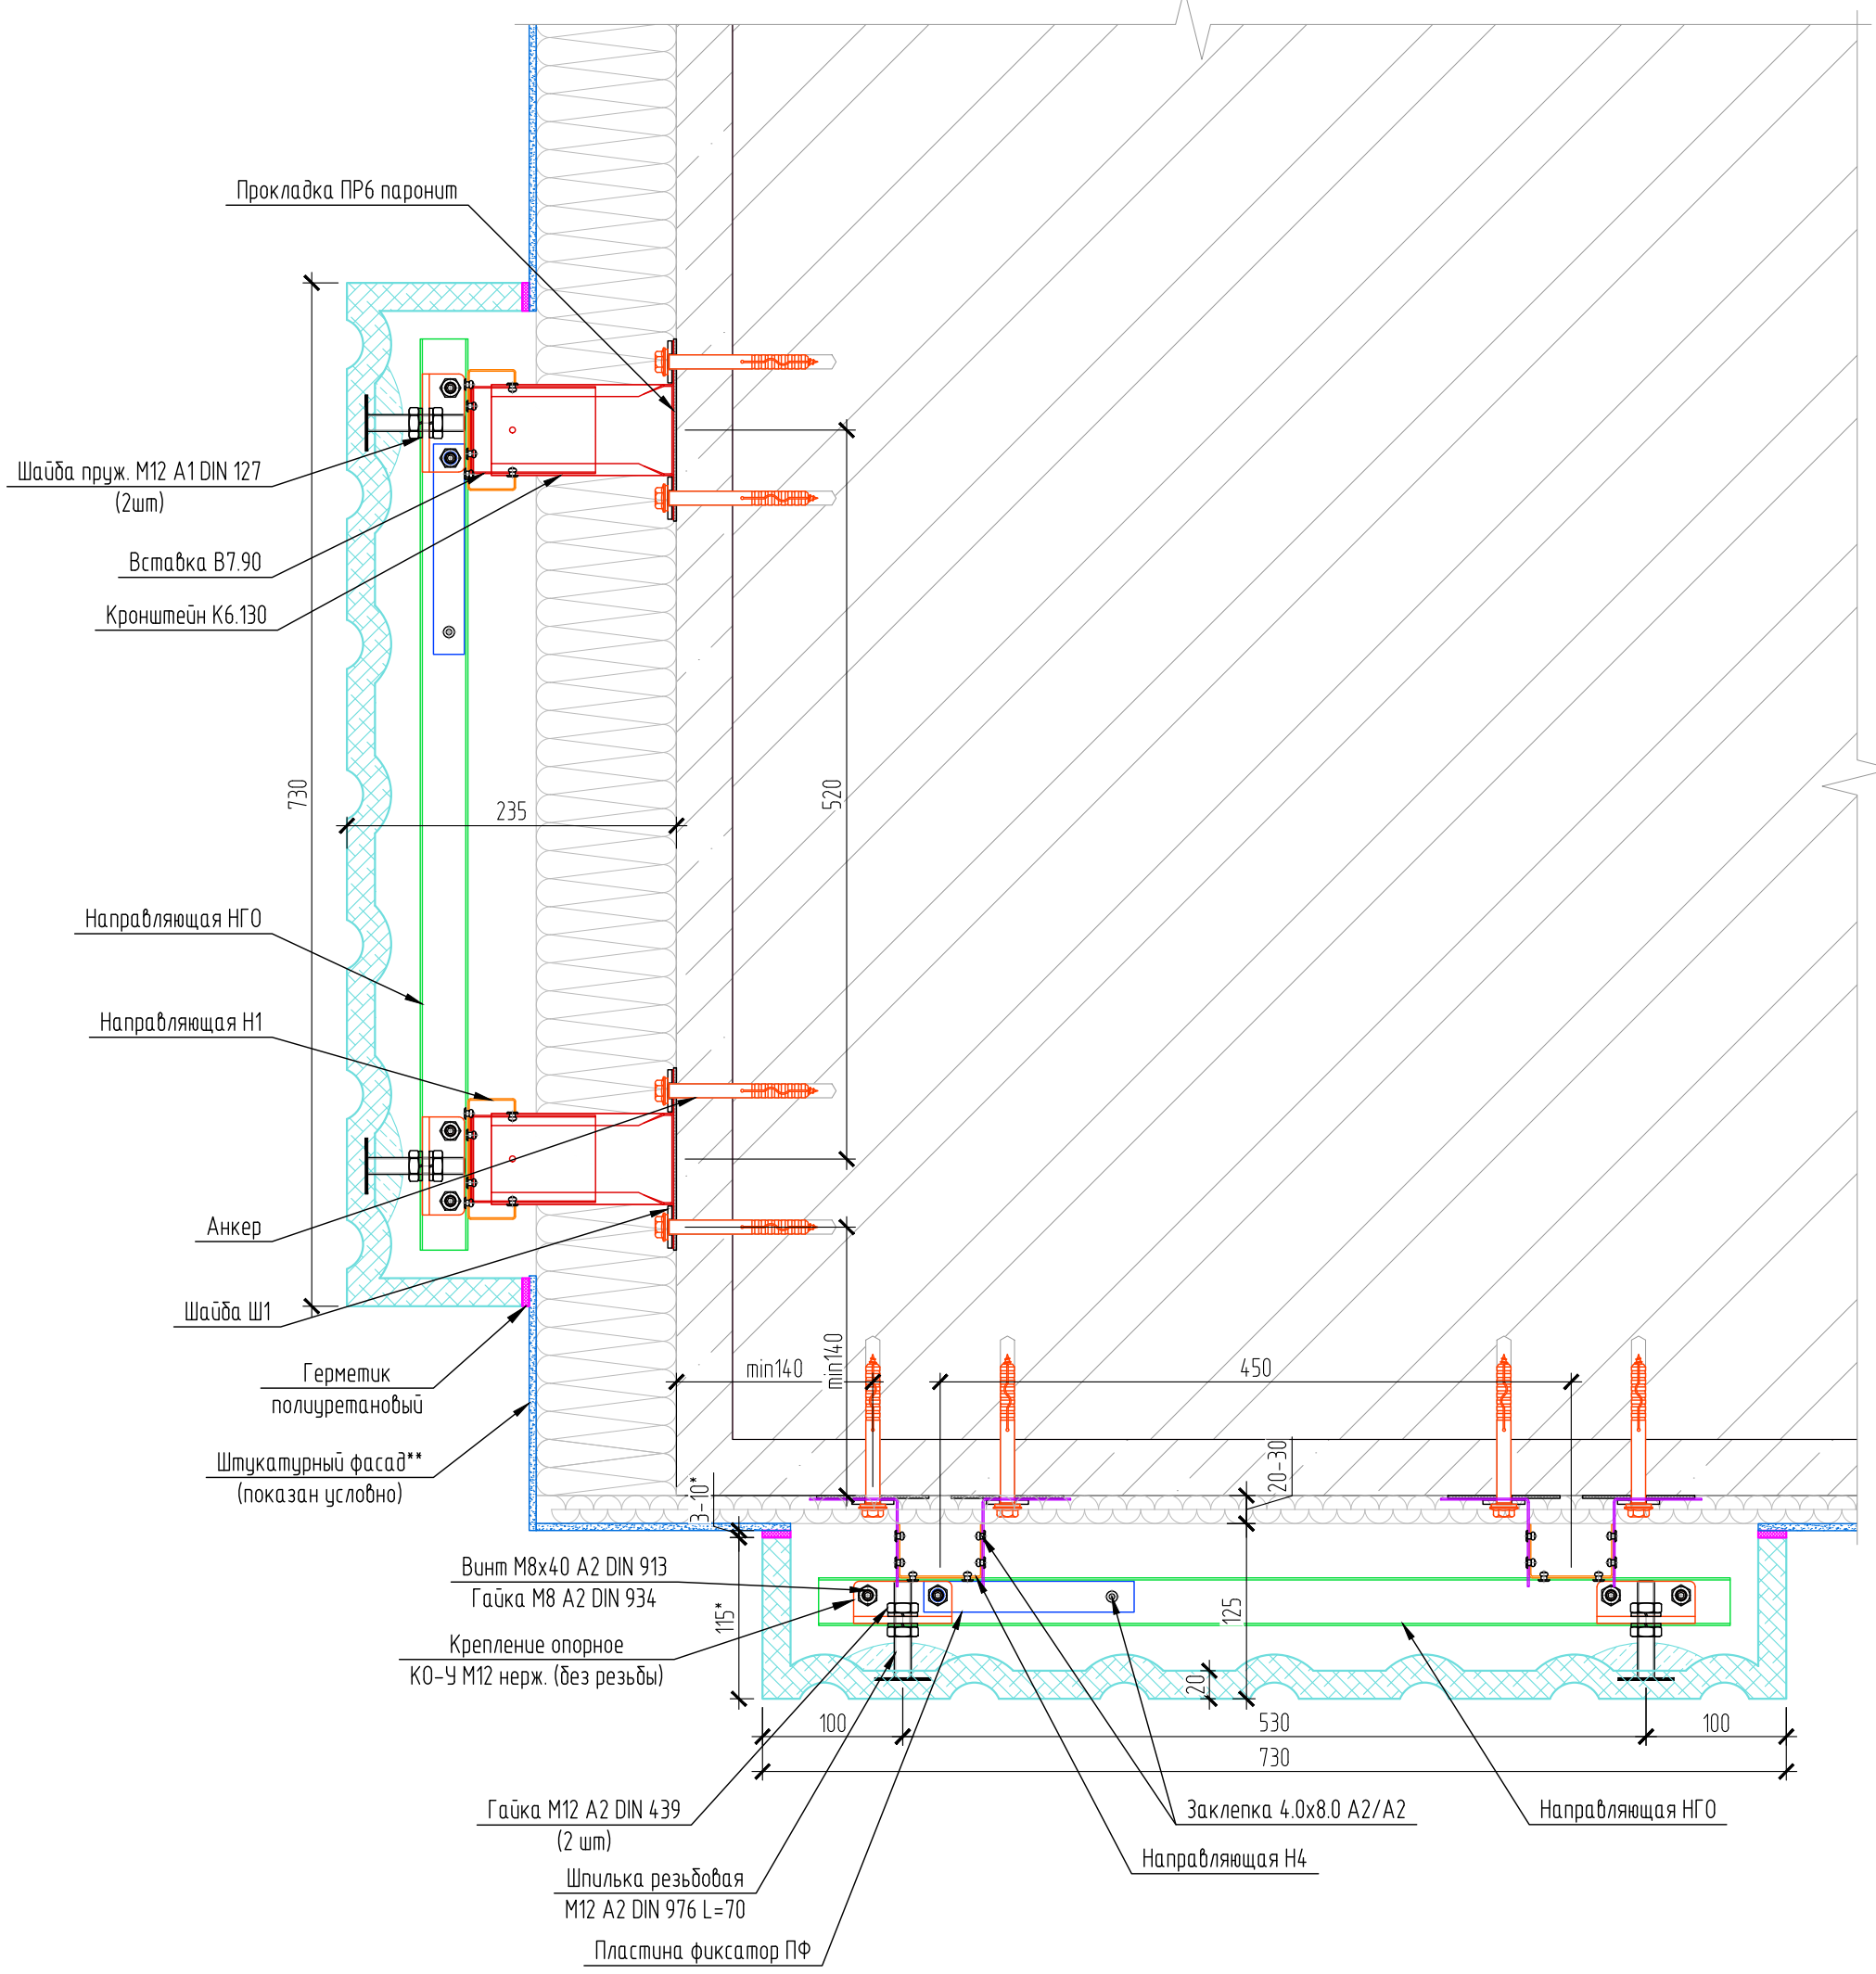 Прокладка ПР6 паронит
Шайба пруж. М12 А1 DIN 127
(2шт)
Вставка В7.90
Кронштейн К6.130
730
235
520
Направляющая НГО
Направляющая Н1
Анкер
Шайба Ш1
Герметик
полиуретановый
Штукатурный фасад**
(показан условно)
min140
min140
450
3-10*
20-30
Винт М8х40 А2 DIN 913
Гайка М8 А2 DIN 934
Крепление опорное
КО-У М12 нерж. (без резьбы)
115*
125
20
100
530
100
730
Гайка М12 А2 DIN 439
(2 шт)
Заклепка 4.0х8.0 А2/А2
Направляющая НГО
Направляющая Н4
Шпилька резьбовая
М12 А2 DIN 976 L=70
Пластина фиксатор ПФ